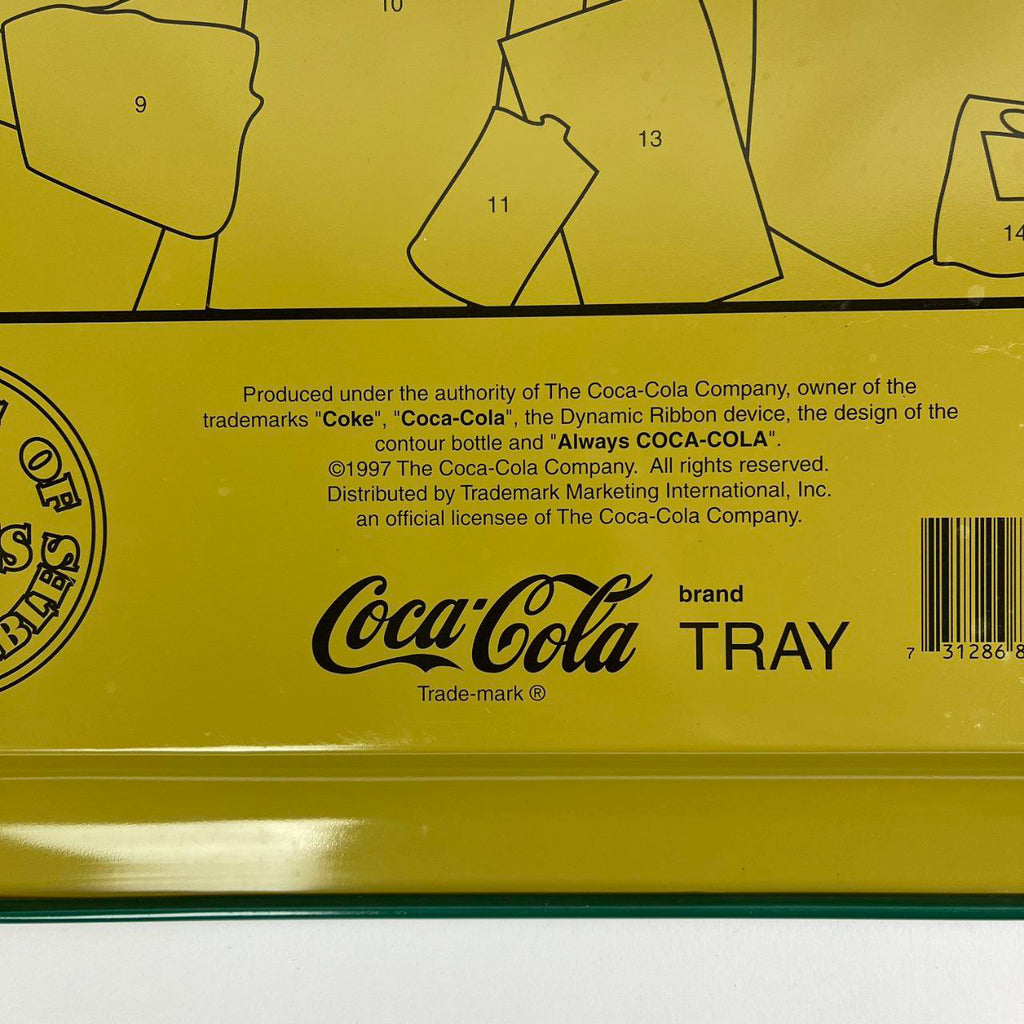 10
9
13
11
14
Produced under the authority of The Coca-Cola Company, owner of the
trademarks "Coke", "Coca-Cola", the Dynamic Ribbon device, the design of the
contour bottle and "Always COCA-COLA".
©1997 The Coca-Cola Company. All rights reserved.
Distributed by Trademark Marketing International, Inc.
an official licensee of The Coca-Cola Company.
OF
Coca-Cola
brand
TRAY
Trade-mark ®
7 31286 8